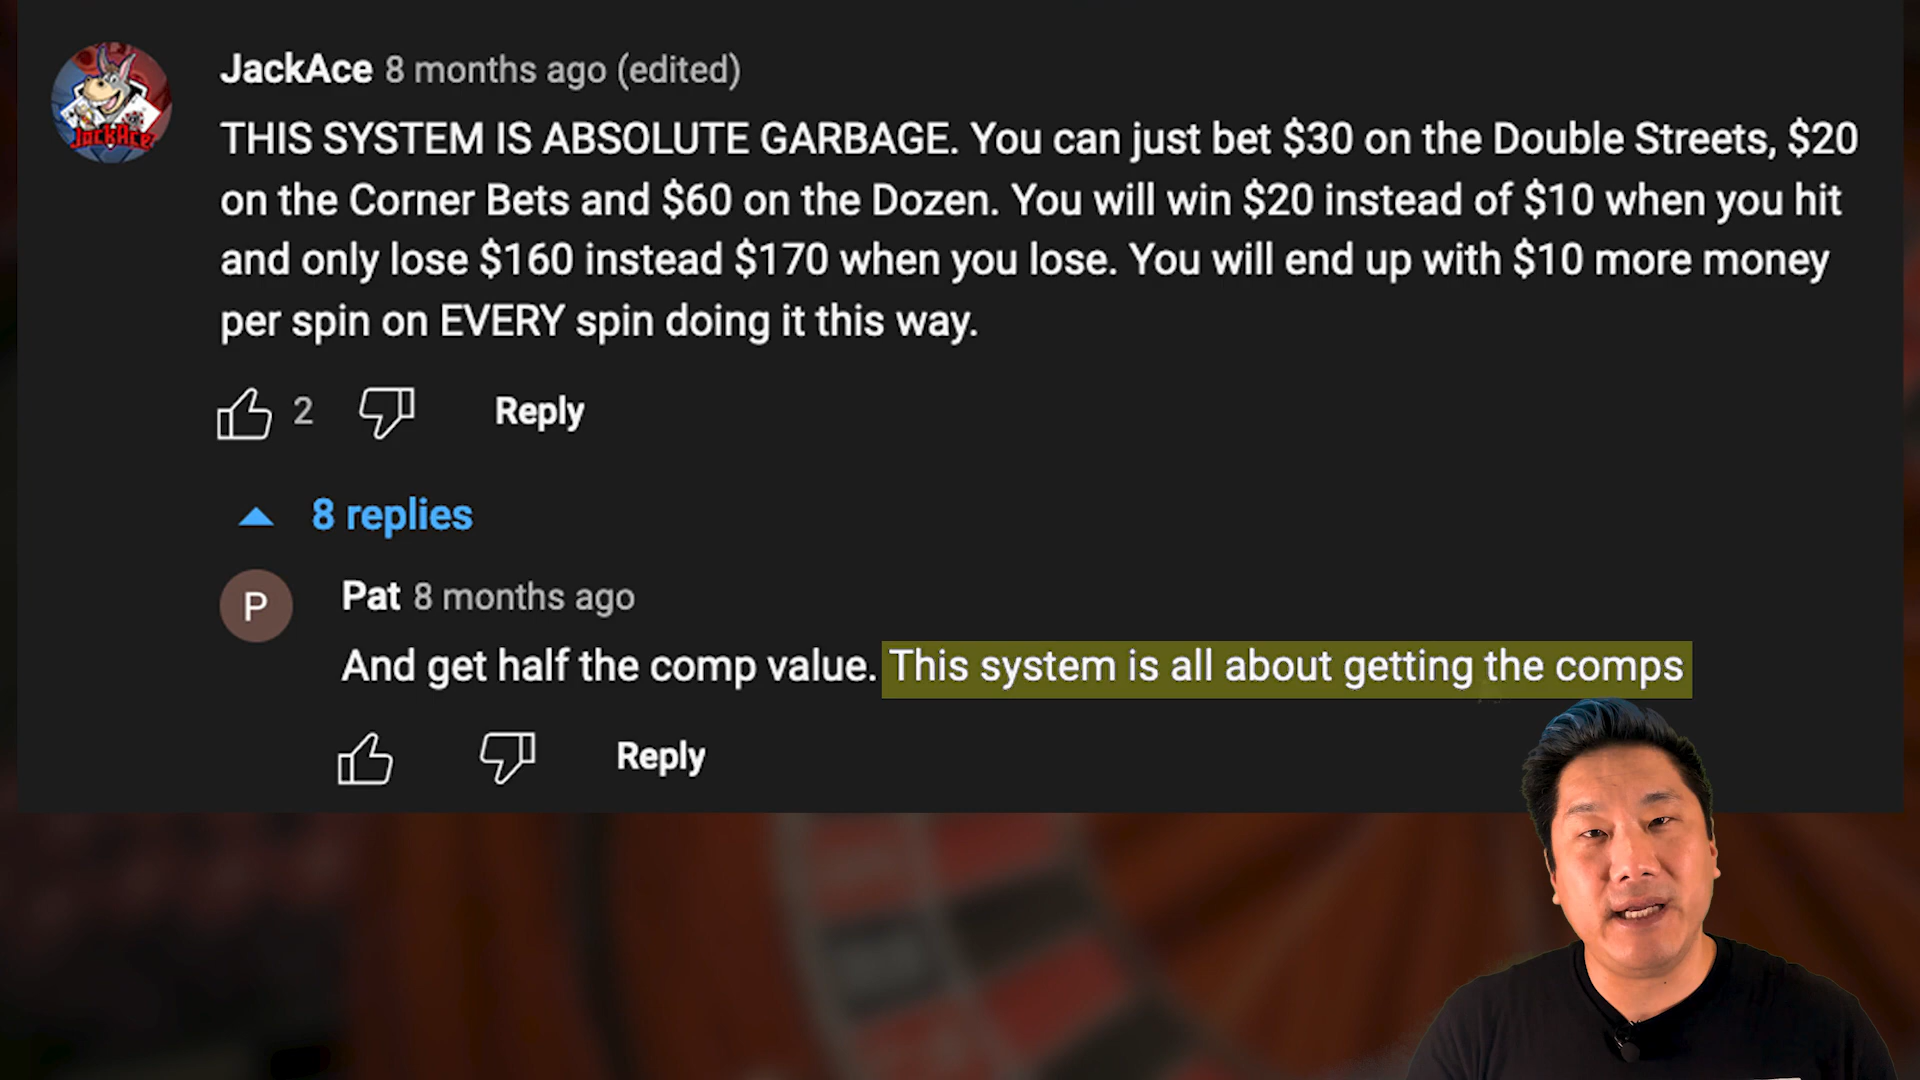 JackAce 8 months ago (edited)
THIS SYSTEM IS ABSOLUTE GARBAGE. You can just bet $30 on the Double Streets, $20
on the Corner Bets and $60 on the Dozen. You will win $20 instead of $10 when you hit
and only lose $160 instead $170 when you lose. You will end up with $10 more money
per spin on EVERY spin doing it this way.
JackAce
2 Reply
8 replies
P
Pat 8 months ago
And get half the comp value. This system is all about getting the comps
Reply